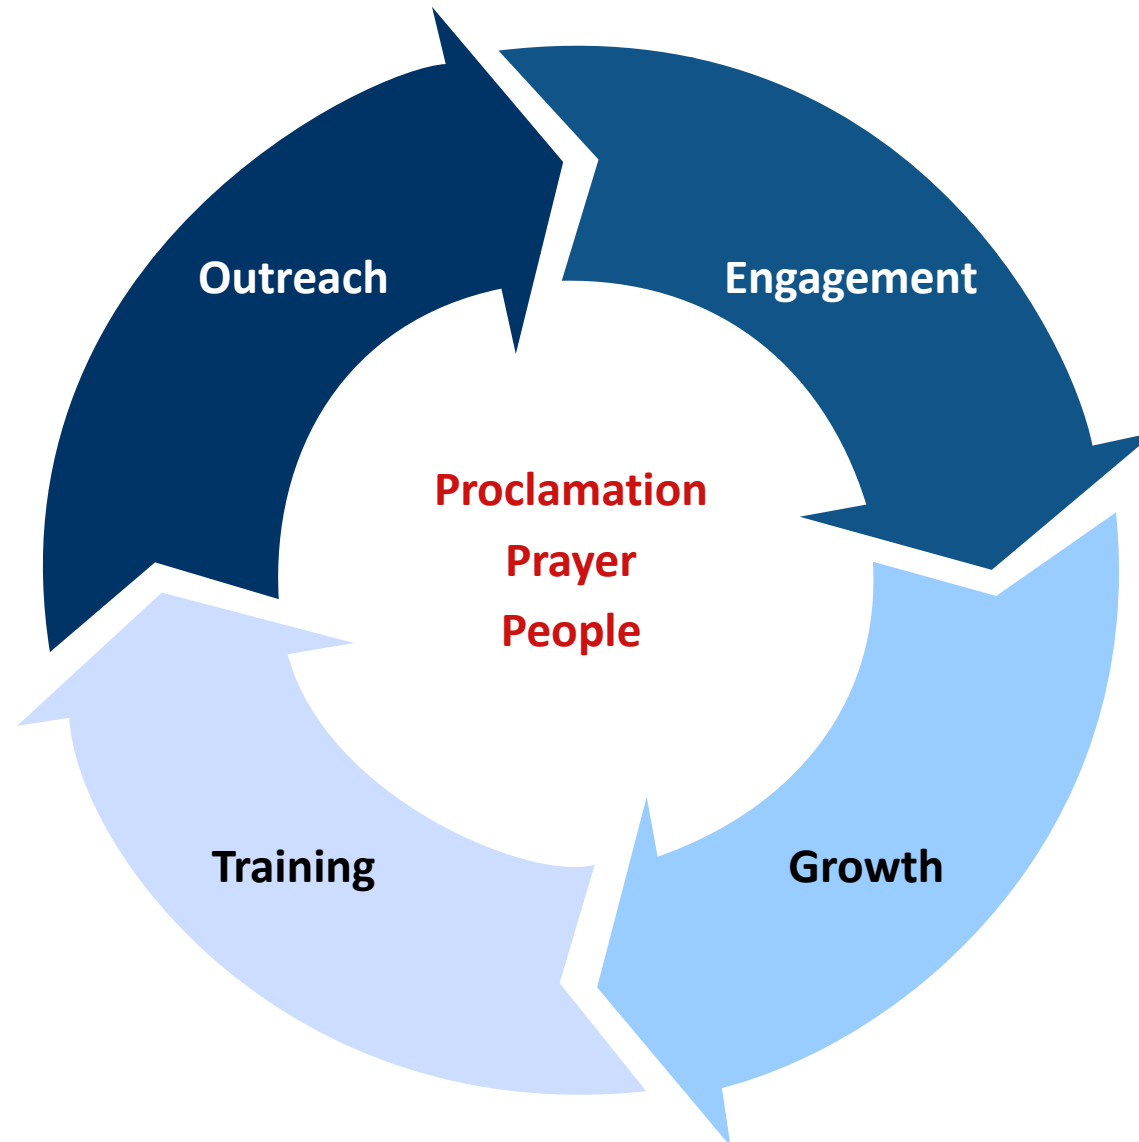 Outreach
Engagement
Proclamation
Prayer
People
Training
Growth